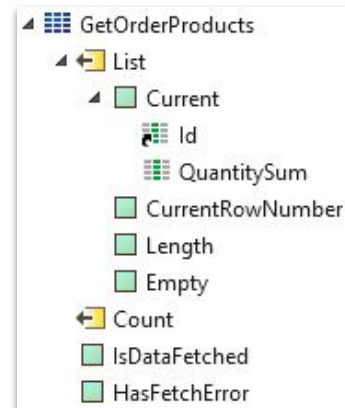 GetOrderProducts
List
Current
Id
QuantitySum
CurrentRowNumber
Length
Empty
Count
IsDataFetched
HasFetchError